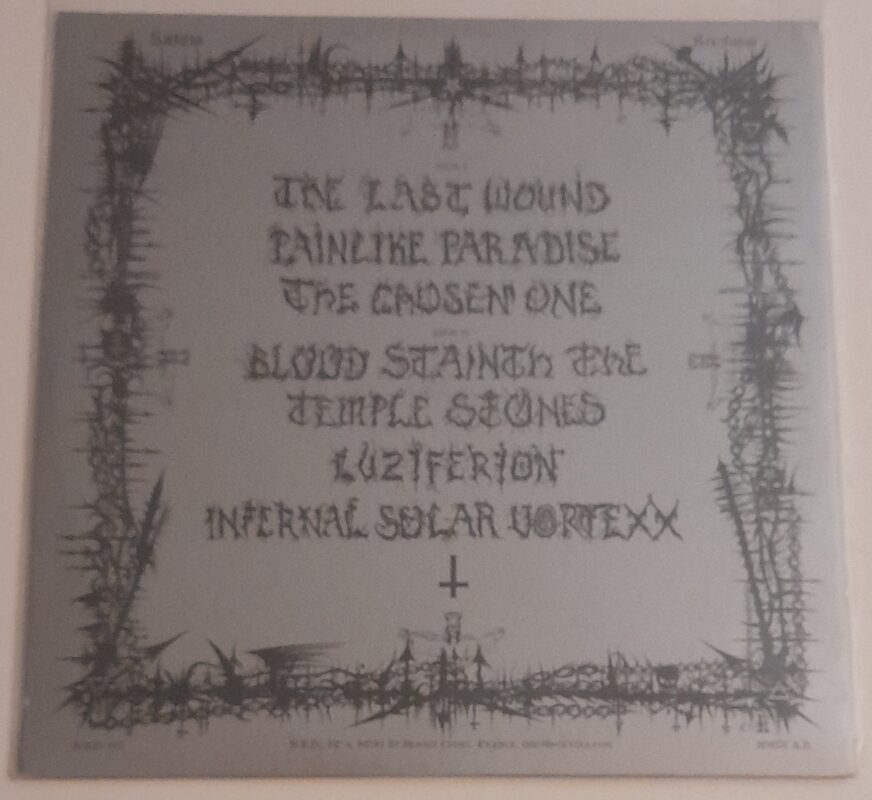 THE LAST WOUND
PAINLIKE PARADISE
THE CHOSEN ONE
BLOOD STAINTH THE
TEMPLE STONES
LUZIFERION
INFERNAL SOLAR VORTEXX